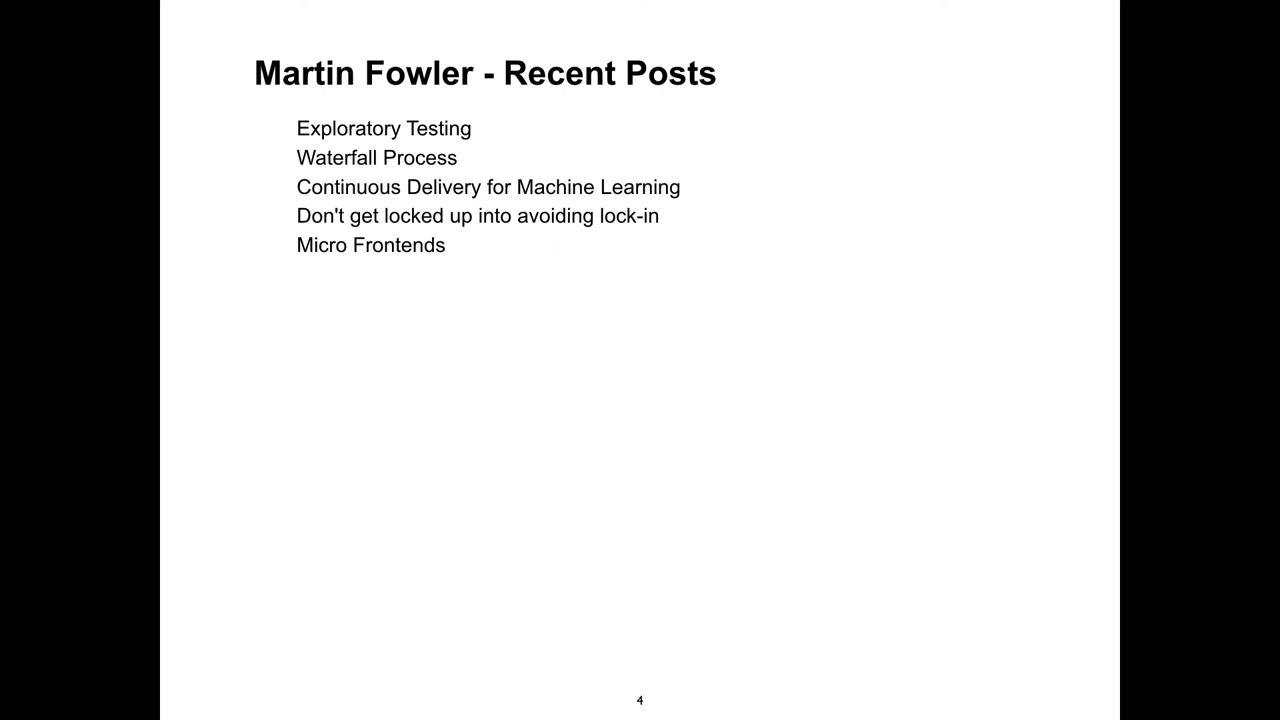 Martin Fowler - Recent Posts
Exploratory Testing
Waterfall Process
Continuous Delivery for Machine Learning
Don't get locked up into avoiding lock-in
Micro Frontends
4